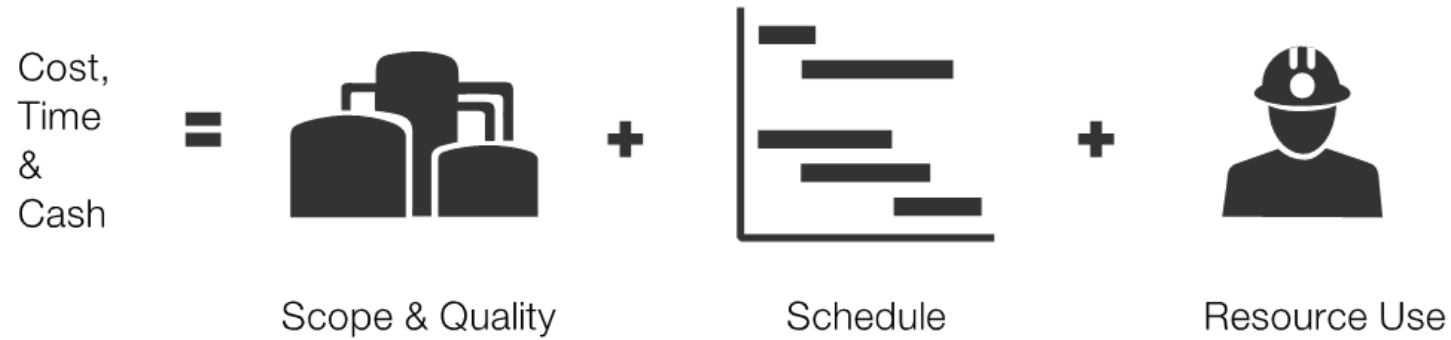 Cost,
Time
&
Cash
=
+
+
Scope & Quality
Schedule
Resource Use